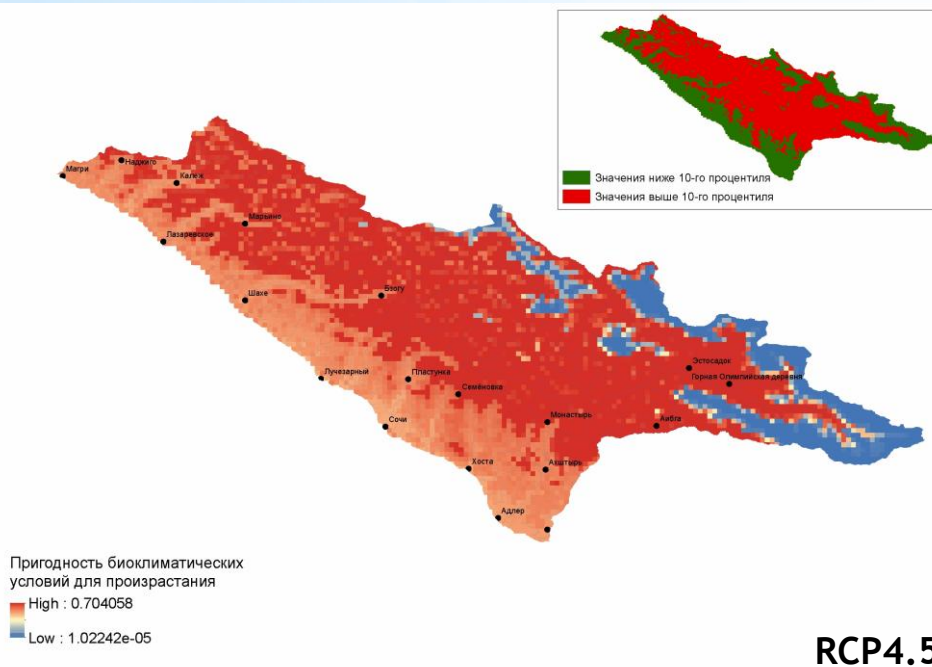 Значения ниже 10-го процентиля
Значения выше 10-го процентиля
Магри
Наджиго
Калеж
Марьино
Лазаревское
Бзогу
Шахе
Эстосадок
Лучезарный
Пластунка
Горная Олимпийская деревня
Семёновка
Сочи
Монастырь
Аибга
Хоста
Ахштырь
Адлер
Пригодность биоклиматических
условий для произрастания
High : 0.704058
Low : 1.02242e-05
RCP4.5